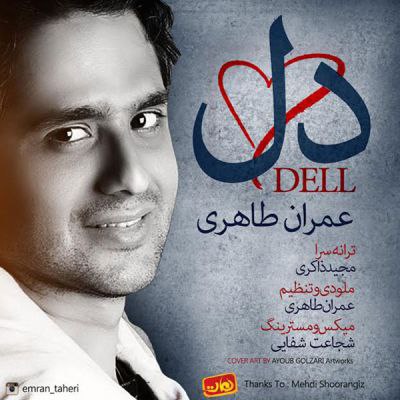 دل
DELL
عمران طاهری
ترانه‌سرا
مجید ذاکری
ملودی و تنظیم
عمران طاهری
میکس و مسترینگ
شجاعت شفایی
COVER ART BY AYOUB GOLZARI Artworks
emran_taheri
Thanks To : Mehdi Shoorangiz